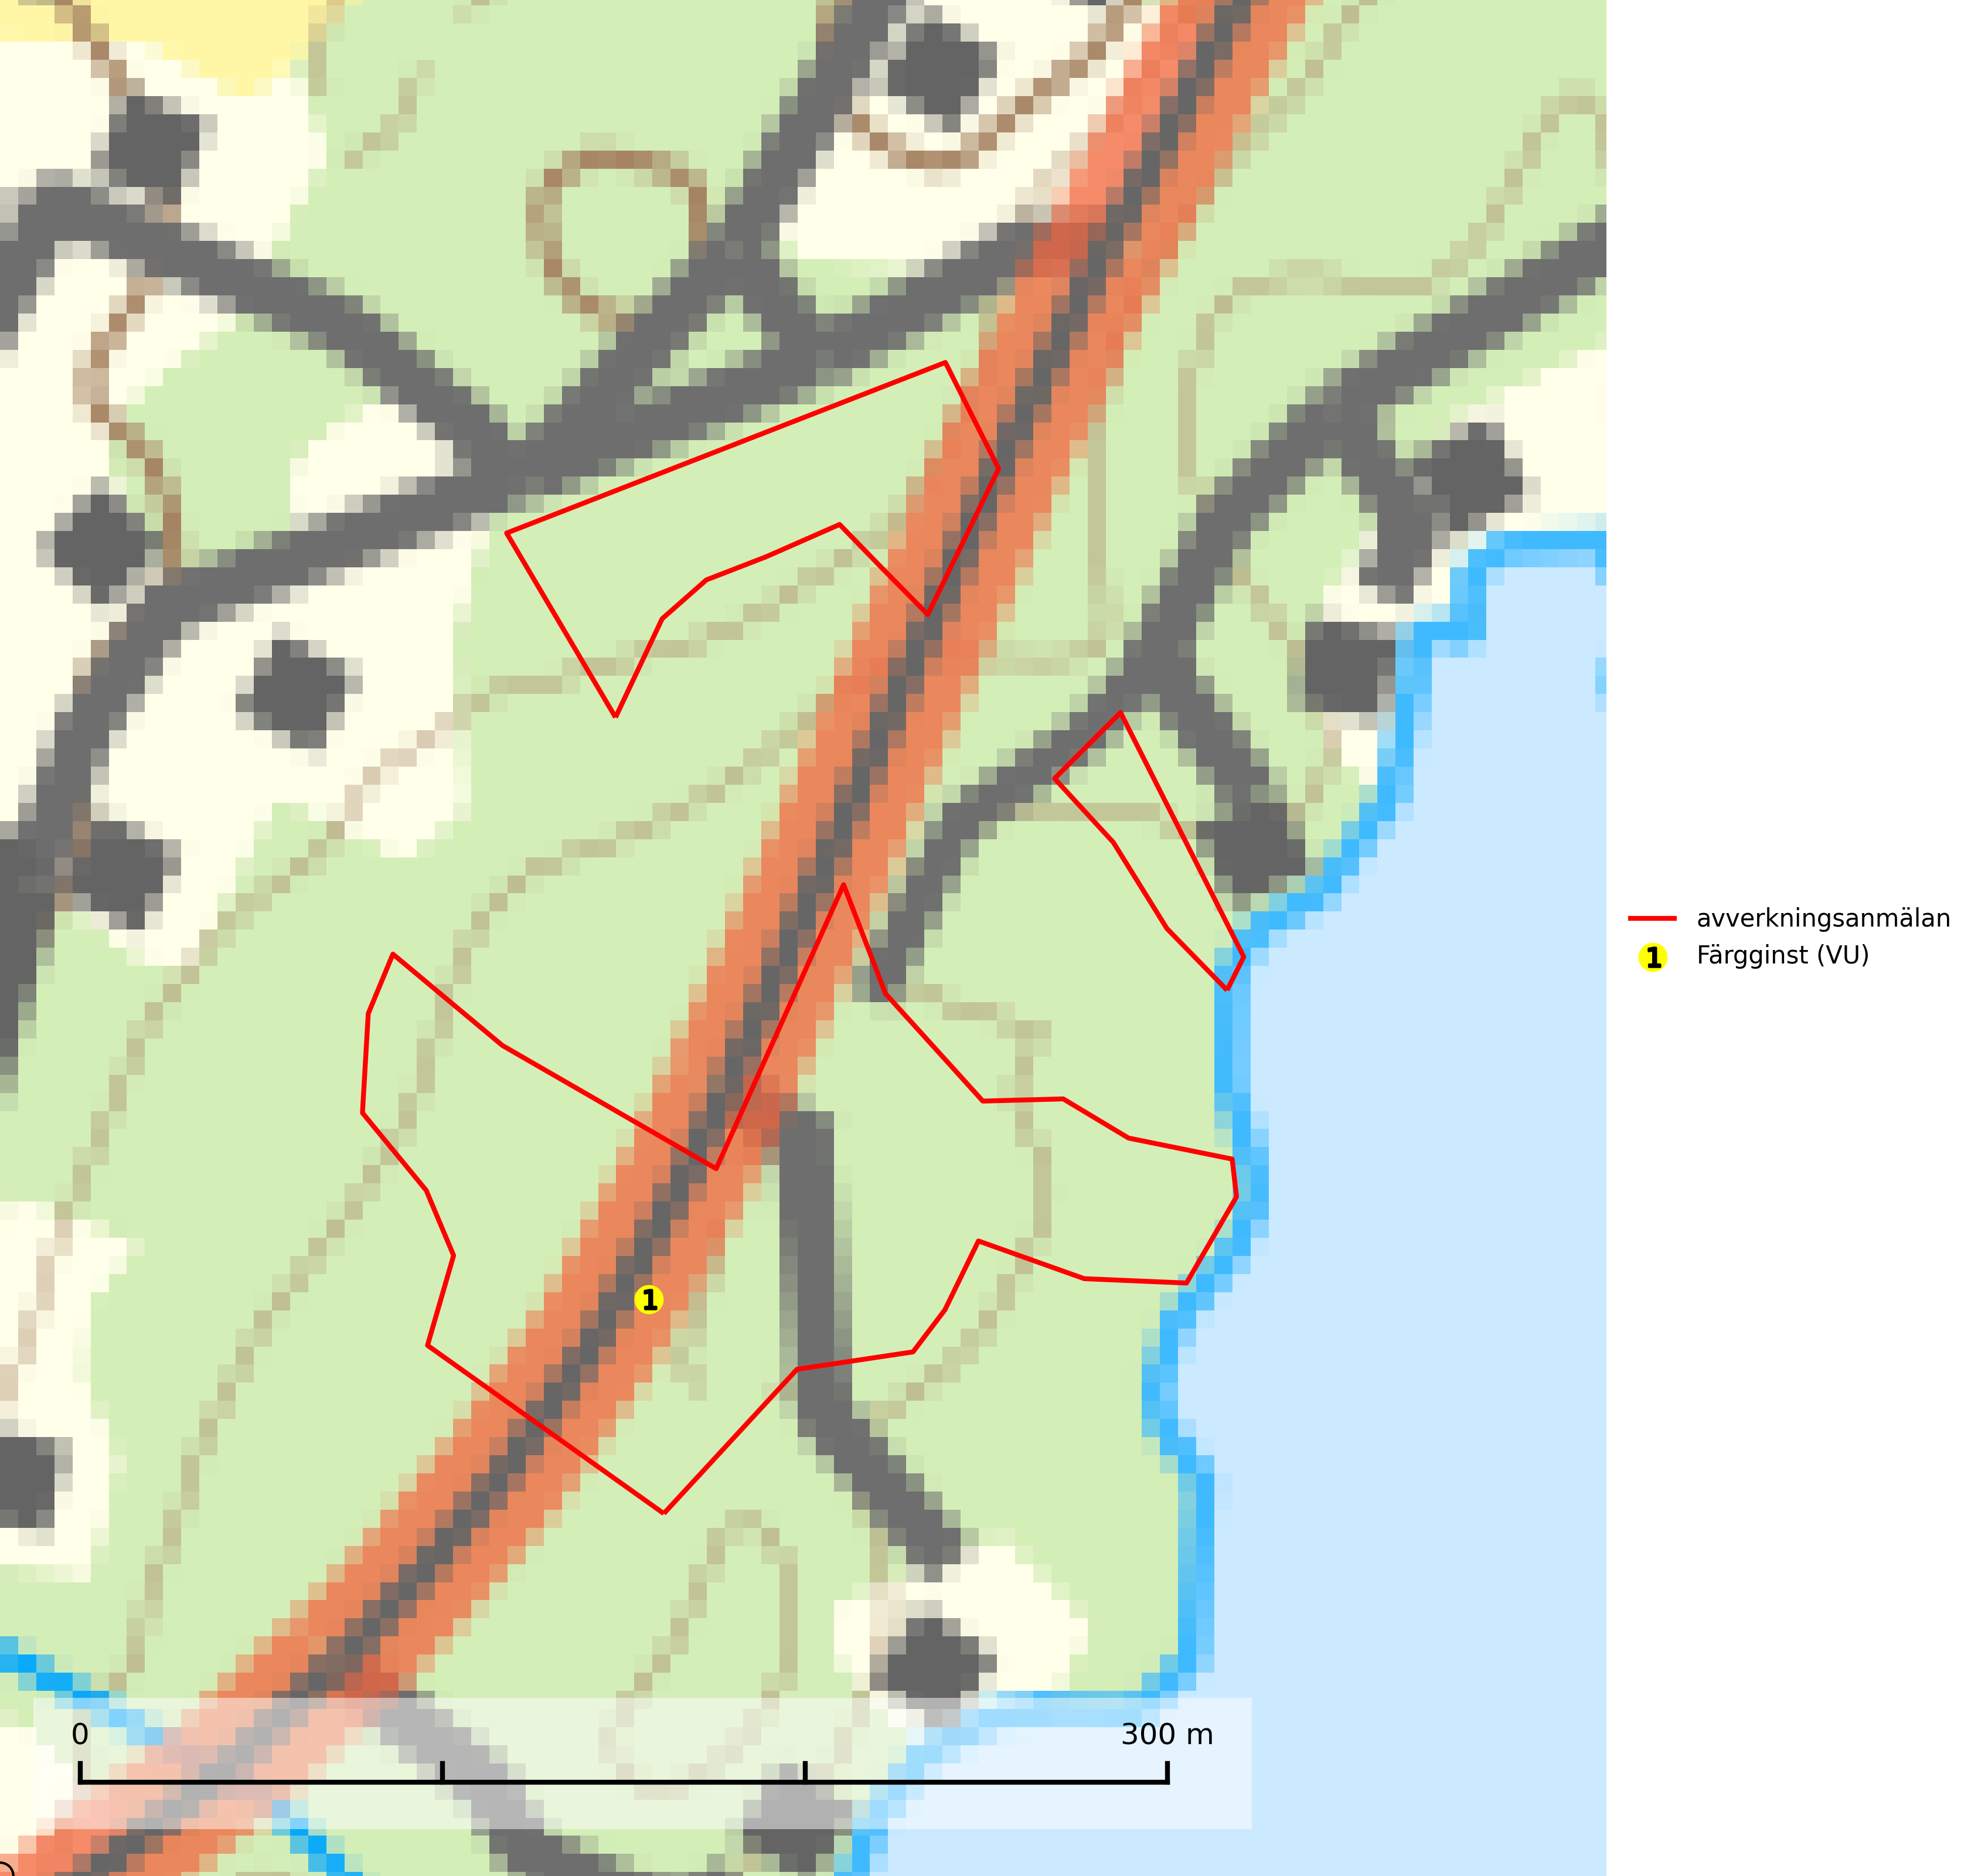 avverkningsanmälan
1 Färgginst (VU)
1
0 300 m